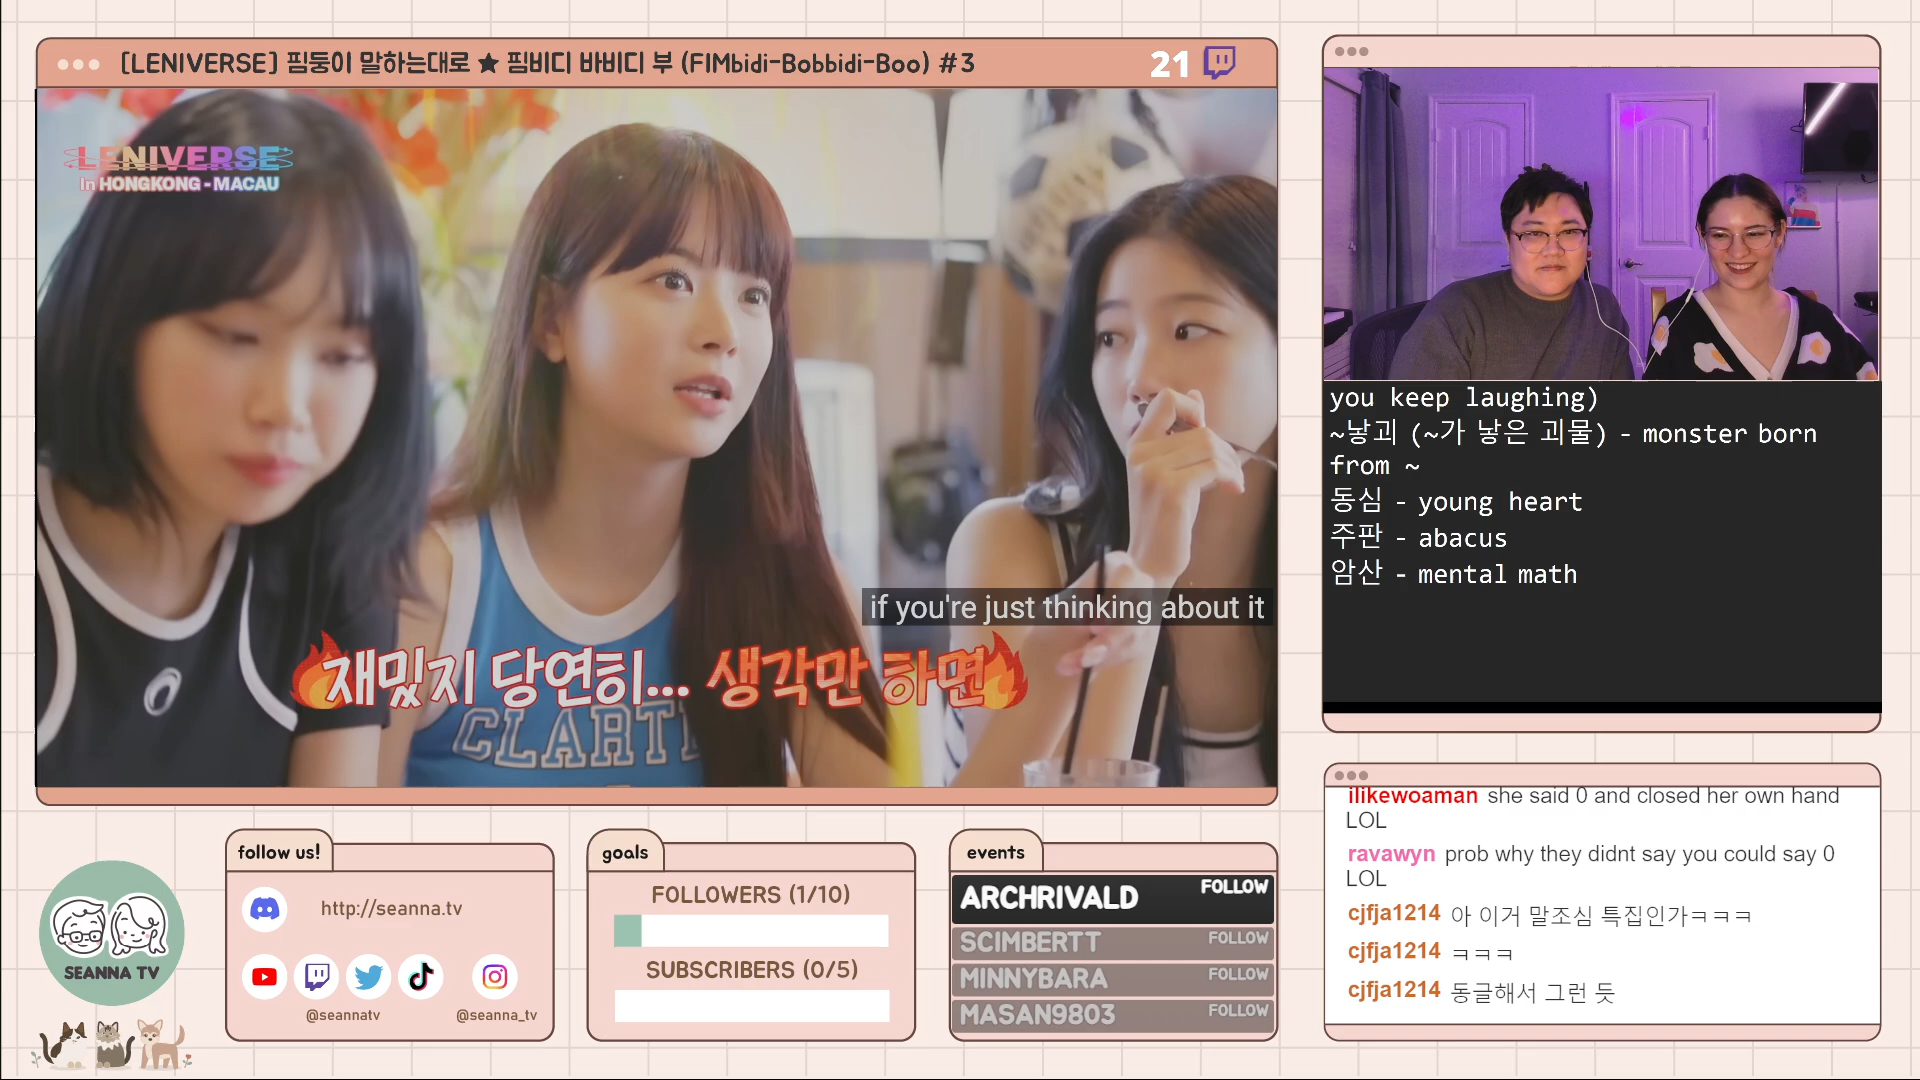 [LENIVERSE] 핌둥이 말하는대로 ★ 핌비디 바비디 부 (FIMbidi-Bobbidi-Boo) #3
21
LENIVERSE
In HONGKONG-MACAU
if you're just thinking about it
재밌지 당연히... 생각만 하면
you keep laughing)
~낳괴 (~가 낳은 괴물) - monster born
from ~
동심 - young heart
주판 - abacus
암산 - mental math
ilikewoaman she said 0 and closed her own hand
LOL
ravawyn prob why they didnt say you could say 0
LOL
cjfja1214 아 이거 말조심 특집인가ㅋㅋㅋ
cjfja1214 ㅋㅋㅋ
cjfja1214 동글해서 그런 듯
SEANNA TV
follow us!
http://seanna.tv
@seannatv
@seanna_tv
goals
FOLLOWERS (1/10)
SUBSCRIBERS (0/5)
events
ARCHRIVALD FOLLOW
SCIMBERTT FOLLOW
MINNYBARA FOLLOW
MASAN9803 FOLLOW